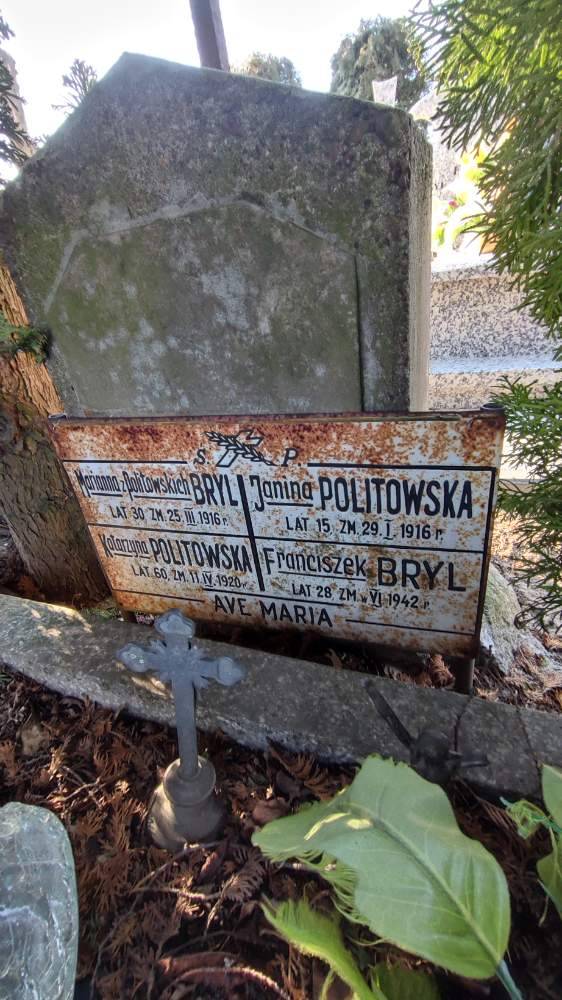 Ś. P.
Marianna z Politowskich BRYL
LAT 30 ZM. 25 III 1916 r.
Janina POLITOWSKA
LAT 15 ZM. 29. I. 1916 r.
Katarzyna POLITOWSKA
LAT 60, ZM. 11. IV. 1920 r.
Franciszek BRYL
LAT 28 ZM. w VI 1942 r.
AVE MARIA